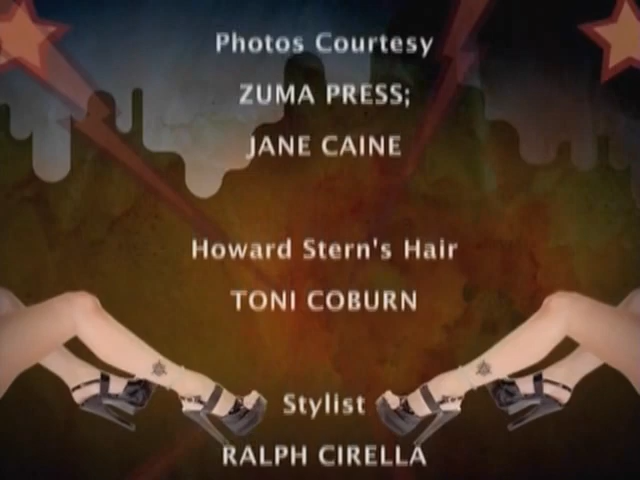 Photos Courtesy
ZUMA PRESS;
JANE CAINE
Howard Stern's Hair
TONI COBURN
Stylist
RALPH CIRELLA